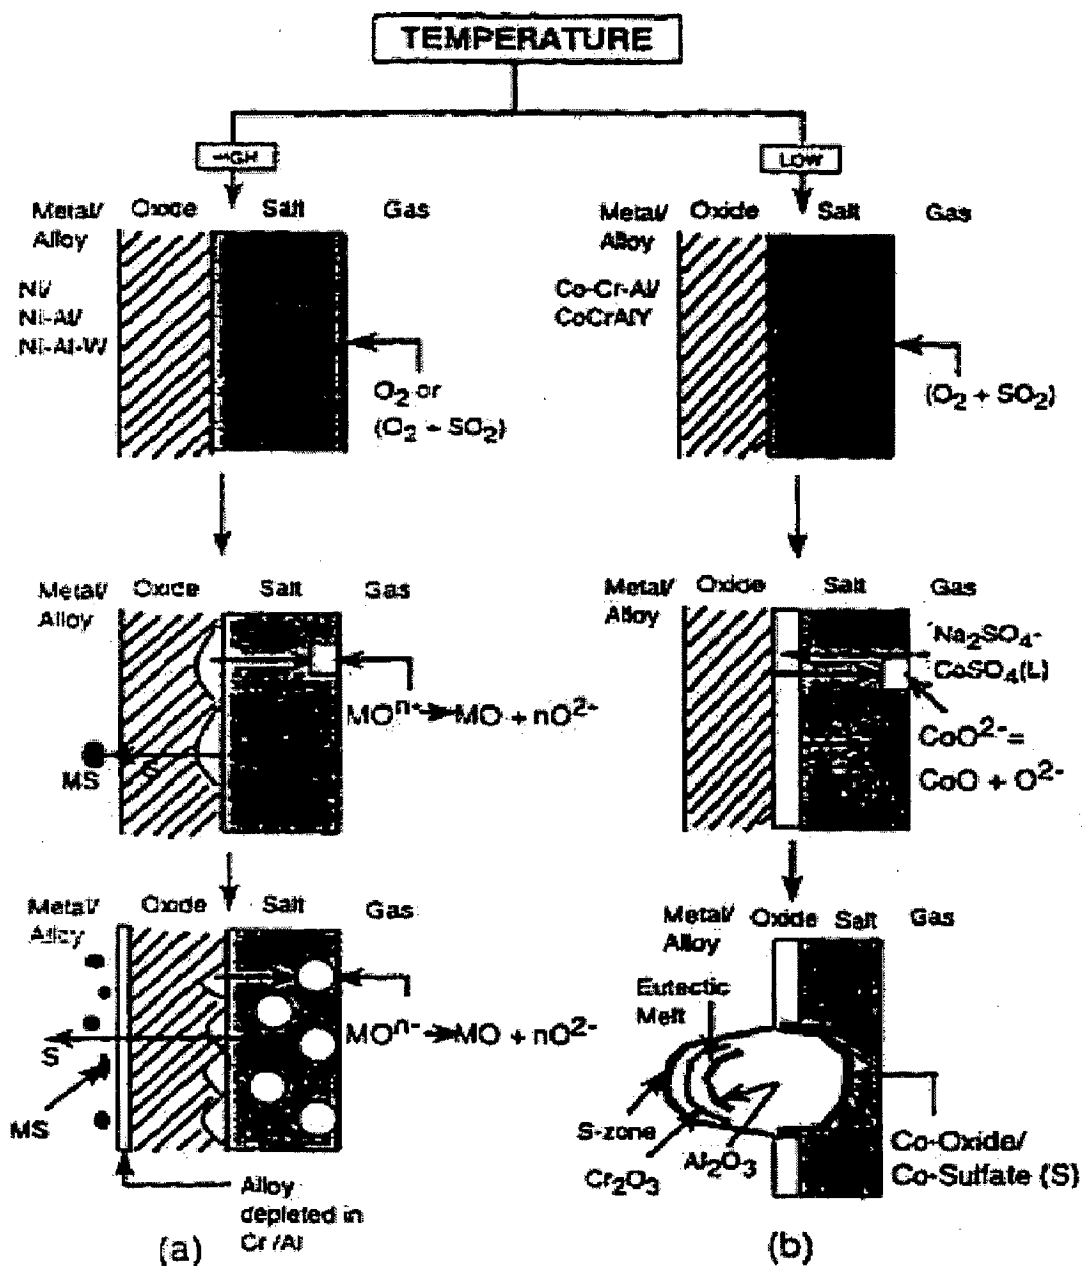 TEMPERATURE
LOW
Metal/ Oxide Salt Gas
Alloy
Ni/
Ni-Al/
Ni-Al-W
O2 or
(O2 - SO2)
Metal/ Oxide Salt Gas
Alloy
Co-Cr-Al/
CoCrAlY
(O2 + SO2)
Metal/ Oxide Salt Gas
Alloy
MO → MO + nO2-
S
MS
Metal/ Oxide Salt Gas
Alloy
Na2SO4-
CoSO4(L)
CoO2-=
CoO + O2-
Metal/ Oxide Salt Gas
Alloy
MOn- → MO + nO2-
S
MS
Alloy
depleted in
Cr/Al
(a)
Metal/ Oxide Salt Gas
Alloy
Eutectic
Melt
S-zone
Cr2O3
Al2O3
Co-Oxide/
Co-Sulfate (S)
(b)